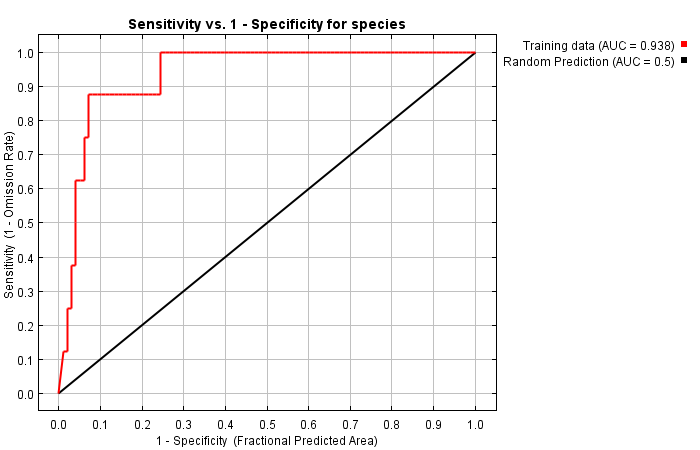 Sensitivity vs. 1 - Specificity for species
Training data (AUC = 0.938)
Random Prediction (AUC = 0.5)
Sensitivity (1 - Omission Rate)
1.0
0.9
0.8
0.7
0.6
0.5
0.4
0.3
0.2
0.1
0.0
0.0 0.1 0.2 0.3 0.4 0.5 0.6 0.7 0.8 0.9 1.0
1 - Specificity (Fractional Predicted Area)